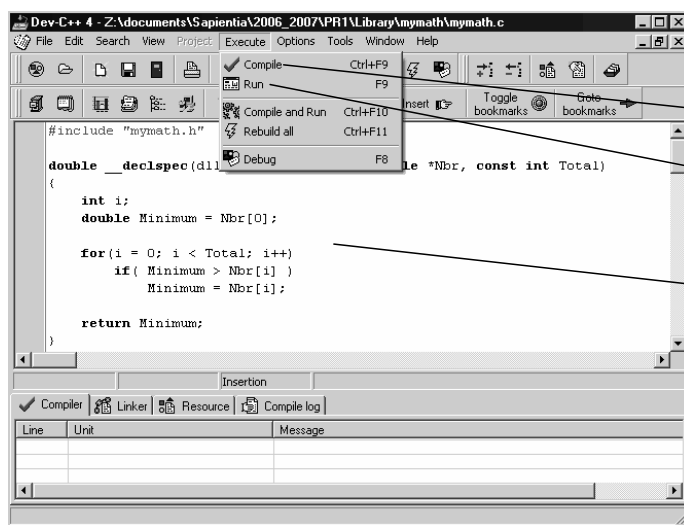 Dev-C++ 4 - Z:\documents\Sapientia\2006_2007\PR1\Library\mymath\mymath.c
File Edit Search View Project Execute Options Tools Window Help
Compile Ctrl+F9
Run F9
Compile and Run Ctrl+F10
Rebuild all Ctrl+F11
Debug F8
Insert Toggle bookmarks Goto bookmarks
#include "mymath.h"
double __declspec(dll le *Nbr, const int Total)
{
int i;
double Minimum = Nbr[0];
for(i = 0; i < Total; i++)
if( Minimum > Nbr[i] )
Minimum = Nbr[i];
return Minimum;
}
Insertion
Compiler Linker Resource Compile log
Line Unit Message